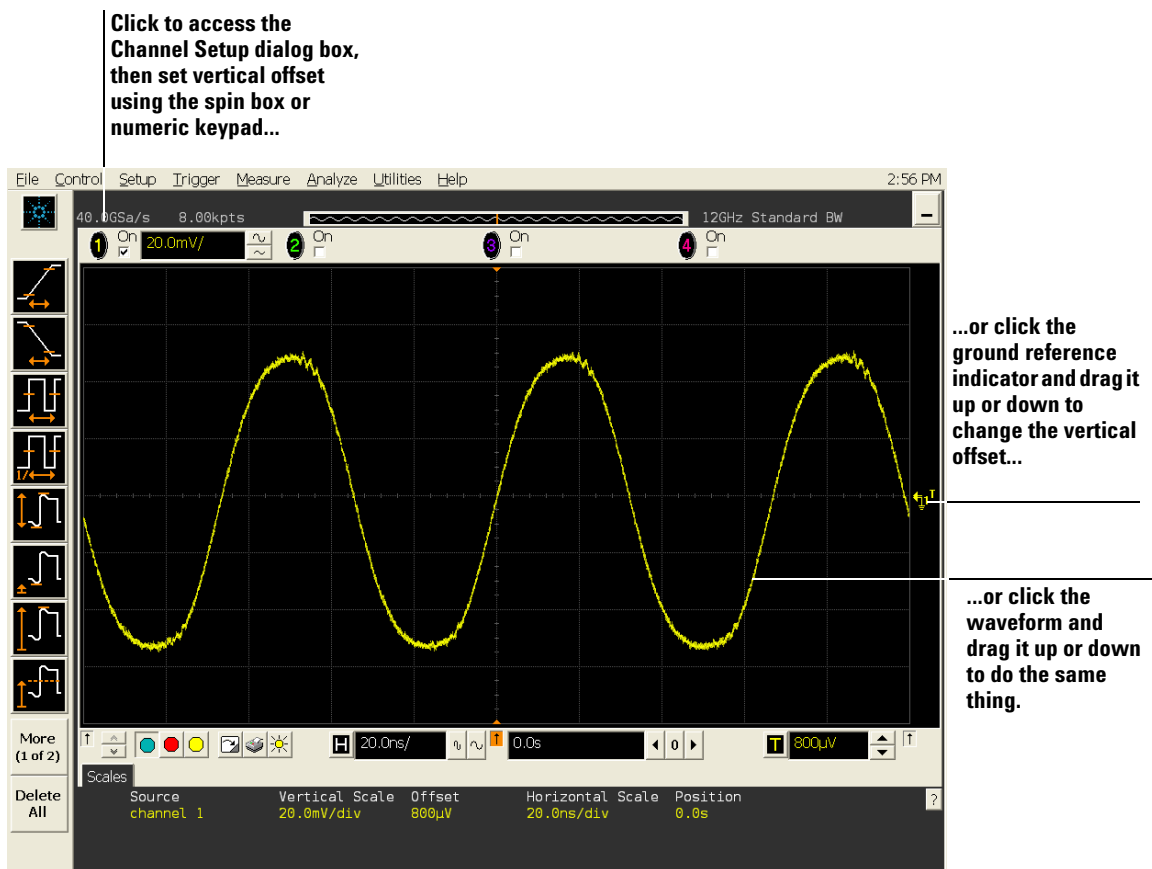 Click to access the
Channel Setup dialog box,
then set vertical offset
using the spin box or
numeric keypad...
File Control Setup Trigger Measure Analyze Utilities Help 2:56 PM
40.0GSa/s 8.00kpts 12GHz Standard BW
1 On 20.0mV/ 2 On 3 On 4 On
...or click the
ground reference
indicator and drag it
up or down to
change the vertical
offset...
T
1/
...or click the
waveform and
drag it up or down
to do the same
thing.
More
(1 of 2)
H 20.0ns/ 0.0s 0 T 800µV
Scales
Delete
All
Source Vertical Scale Offset Horizontal Scale Position ?
channel 1 20.0mV/div 800µV 20.0ns/div 0.0s